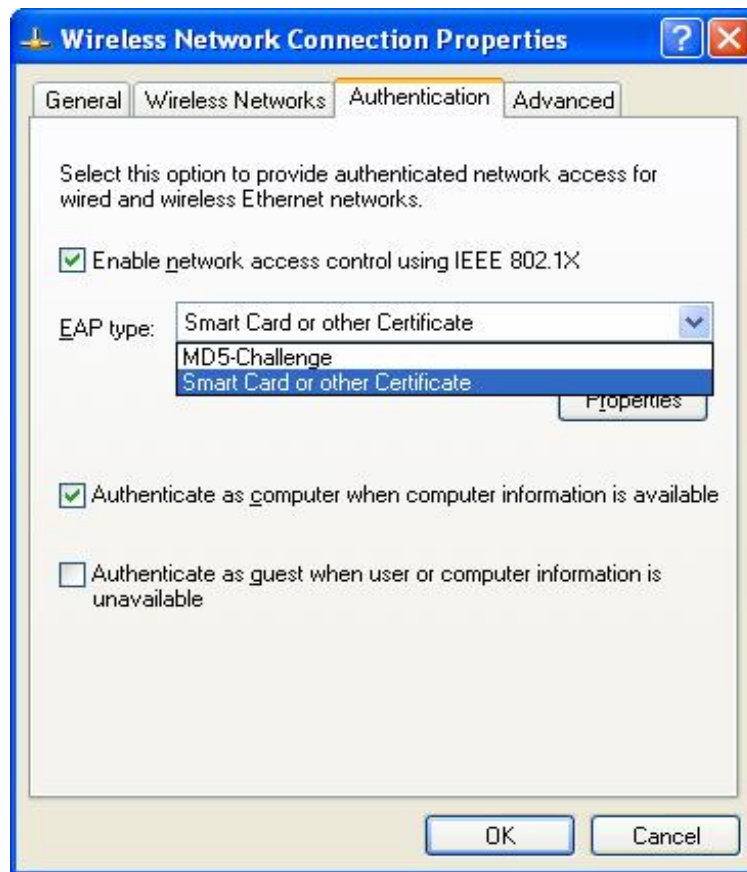 Wireless Network Connection Properties
General Wireless Networks Authentication Advanced
Select this option to provide authenticated network access for
wired and wireless Ethernet networks.
Enable network access control using IEEE 802.1X
EAP type: Smart Card or other Certificate
MD5-Challenge
Smart Card or other Certificate
Properties
Authenticate as computer when computer information is available
Authenticate as guest when user or computer information is
unavailable
OK Cancel